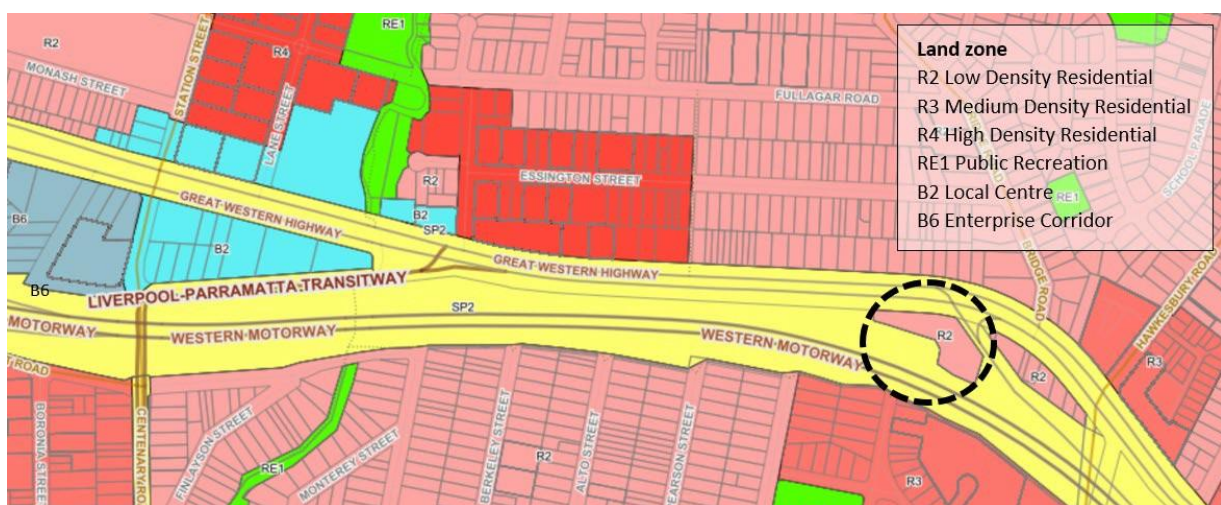 RE1
R2
R4
MONASH STREET
STATION STREET
LANE STREET
FULLAGAR ROAD
Land zone
R2 Low Density Residential
R3 Medium Density Residential
R4 High Density Residential
RE1 Public Recreation
B2 Local Centre
B6 Enterprise Corridor
RE1
SCHOOL PARADE
BRIDGE ROAD
HAWKESBURY ROAD
ESSINGTON STREET
R2
B2
SP2
GREAT WESTERN HIGHWAY
B6
B2
GREAT WESTERN HIGHWAY
LIVERPOOL-PARRAMATTA-TRANSITWAY
B6
SP2
MOTORWAY
WESTERN MOTORWAY
WESTERN MOTORWAY
R2
R2
R3
ROAD
BORONIA STREET
CENTENARY RO
FINLAYSON STREET
RE1
MONTEREY STREET
BERKELEY STREET
R2
ALTO STREET
EARSON STREET
R3